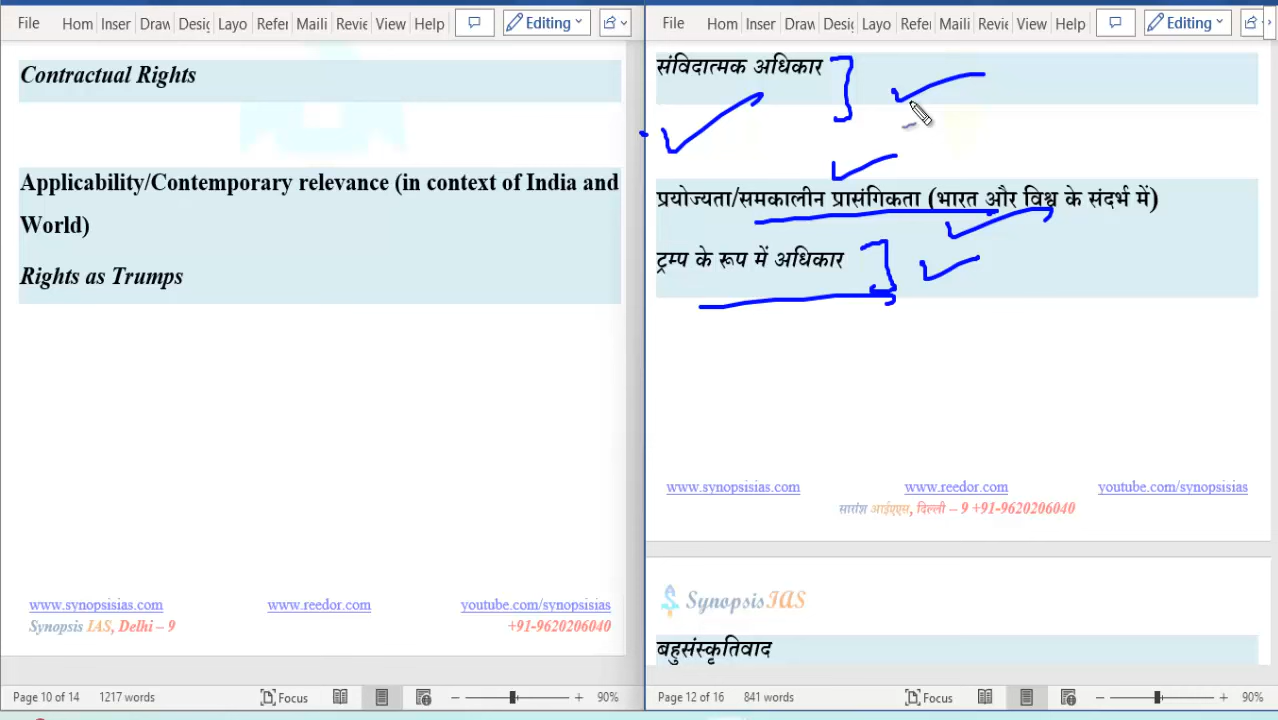 File Hom Inser Draw Desig Layo Refer Maili Revie View Help Editing
Contractual Rights
Applicability/Contemporary relevance (in context of India and
World)
Rights as Trumps
www.synopsisias.com www.reedor.com youtube.com/synopsisias
Synopsis IAS, Delhi – 9 +91-9620206040
Page 10 of 14 1217 words Focus 90%
File Hom Inser Draw Desig Layo Refer Maili Revie View Help Editing
संविदात्मक अधिकार
प्रयोज्यता/समकालीन प्रासंगिकता (भारत और विश्व के संदर्भ में)
ट्रम्प के रूप में अधिकार
www.synopsisias.com www.reedor.com youtube.com/synopsisias
सारांश आईएएस, दिल्ली – 9 +91-9620206040
SynopsisIAS
बहुसंस्कृतिवाद
Page 12 of 16 841 words Focus 90%